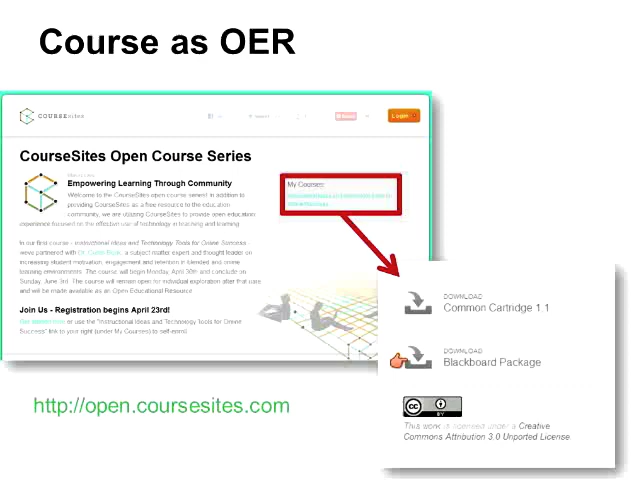 Course as OER
COURSEsites
Login
CourseSites Open Course Series
Empowering Learning Through Community
My Courses:
Welcome to the CourseSites open course series! In addition to
providing CourseSites as a free resource to the education
community, we are utilizing CourseSites to provide open education
experience focused on the effective use of technology in teaching and learning
In our first course - Instructional Ideas and Technology Tools for Online Success -
we've partnered with Dr. Curtis Bonk, a subject matter expert and thought leader on
increasing student motivation, engagement and retention in blended and online
learning environments. The course will begin Monday, April 30th and conclude on
Sunday, June 3rd. The course will remain open for individual exploration after that date
and will be made available as an Open Educational Resource
Join Us - Registration begins April 23rd!
or use the "Instructional Ideas and Technology Tools for Online
Success" link to your right (under My Courses) to self-enroll
DOWNLOAD
Common Cartridge 1.1
DOWNLOAD
Blackboard Package
cc
BY
This work is licensed under a Creative
Commons Attribution 3.0 Unported License
http://open.coursesites.com